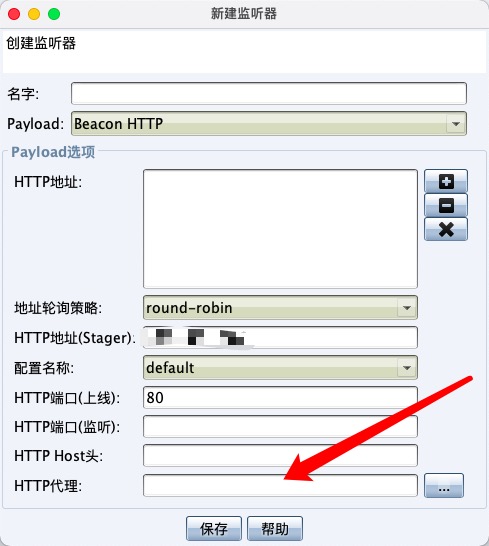 新建监听器
创建监听器
名字:
Payload: Beacon HTTP
Payload选项
HTTP地址:
地址轮询策略: round-robin
HTTP地址(Stager):
配置名称: default
HTTP端口(上线): 80
HTTP端口(监听):
HTTP Host头:
HTTP代理: ...
保存 帮助